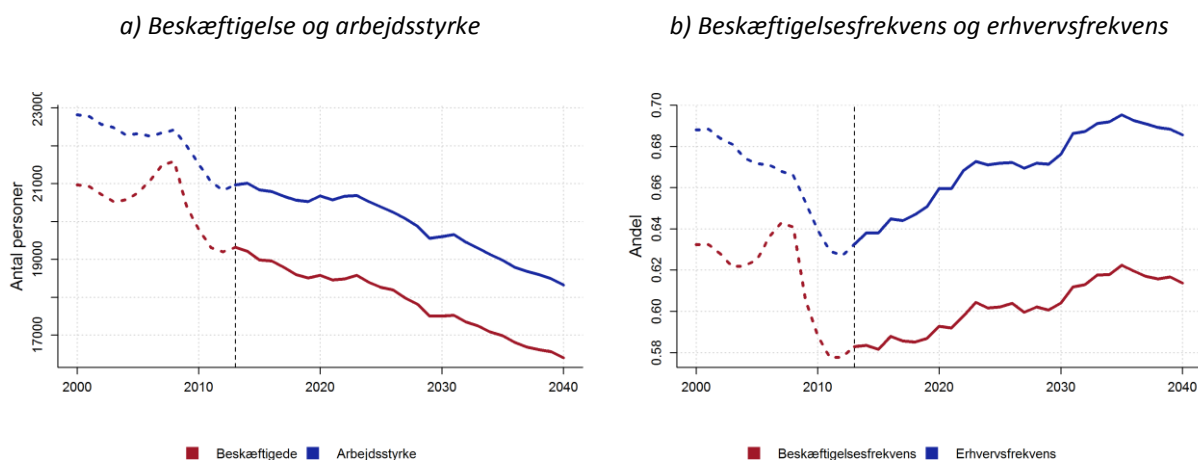 a) Beskæftigelse og arbejdsstyrke
b) Beskæftigelsesfrekvens og erhvervsfrekvens
Antal personer
23000
21000
19000
17000
2000 2010 2020 2030 2040
Beskæftigede Arbejdsstyrke
Andel
0.70
0.68
0.66
0.64
0.62
0.60
0.58
2000 2010 2020 2030 2040
Beskæftigelsesfrekvens Erhvervsfrekvens